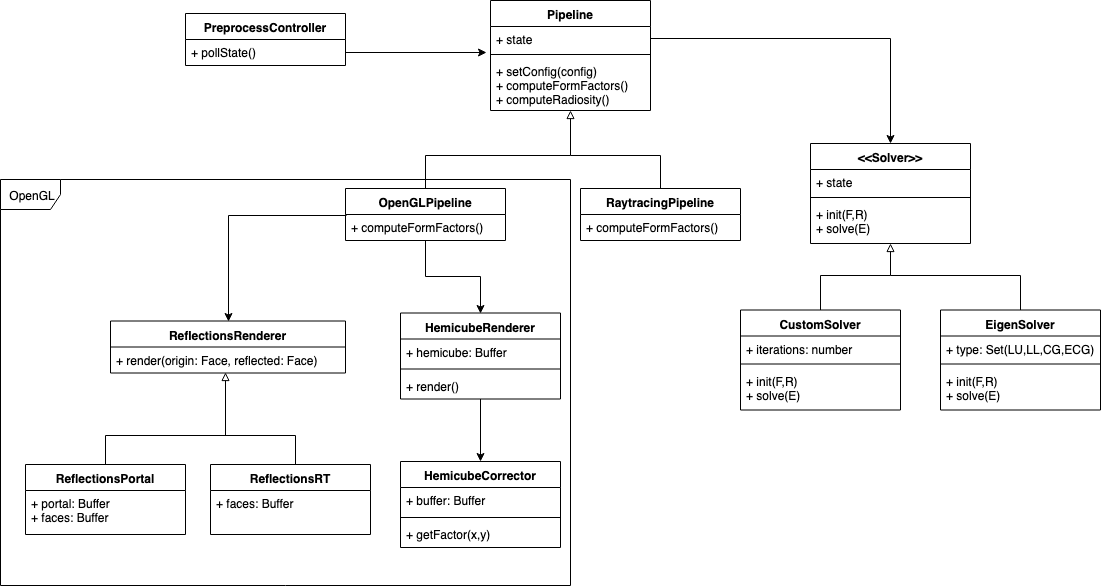 PreprocessController
+ pollState()
Pipeline
+ state
+ setConfig(config)
+ computeFormFactors()
+ computeRadiosity()
<<Solver>>
+ state
+ init(F,R)
+ solve(E)
OpenGL
OpenGLPipeline
+ computeFormFactors()
RaytracingPipeline
+ computeFormFactors()
ReflectionsRenderer
+ render(origin: Face, reflected: Face)
HemicubeRenderer
+ hemicube: Buffer
+ render()
CustomSolver
+ iterations: number
+ init(F,R)
+ solve(E)
EigenSolver
+ type: Set(LU,LL,CG,ECG)
+ init(F,R)
+ solve(E)
ReflectionsPortal
+ portal: Buffer
+ faces: Buffer
ReflectionsRT
+ faces: Buffer
HemicubeCorrector
+ buffer: Buffer
+ getFactor(x,y)